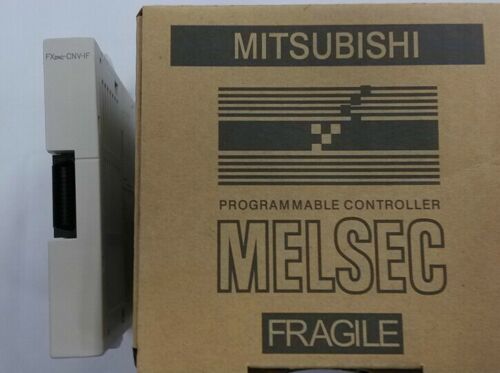 FX2NC-CNV-IF
MITSUBISHI
PROGRAMMABLE CONTROLLER
MELSEC
FRAGILE